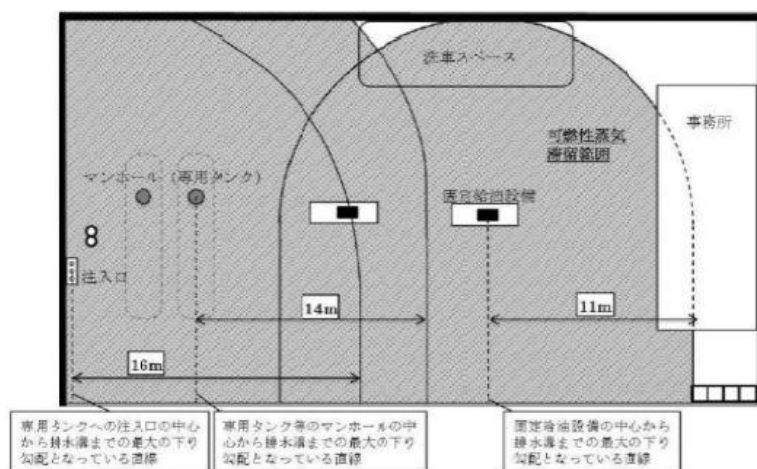 洗車スペース
事務所
可燃性蒸気
滞留範囲
マンホール（専用タンク）
固定給油設備
注入口
14m
11m
16m
専用タンクへの注入口の中心
から排水溝までの最大の下り
勾配となっている直線
専用タンク等のマンホールの中
心から排水溝までの最大の下り
勾配となっている直線
固定給油設備の中心から
排水溝までの最大の下り
勾配となっている直線